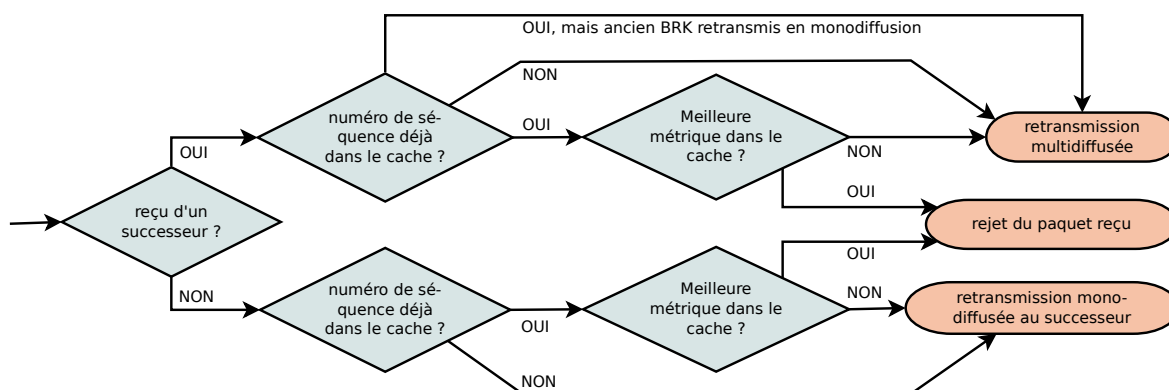 OUI, mais ancien BRK retransmis en monodiffusion
NON
numéro de sé-
quence déjà
dans le cache ?
OUI
Meilleure
métrique dans le
cache ?
NON
retransmission
multidiffusée
OUI
OUI
reçu d'un
successeur ?
rejet du paquet reçu
OUI
NON
numéro de sé-
quence déjà
dans le cache ?
OUI
Meilleure
métrique dans le
cache ?
NON
retransmission mono-
diffusée au successeur
NON